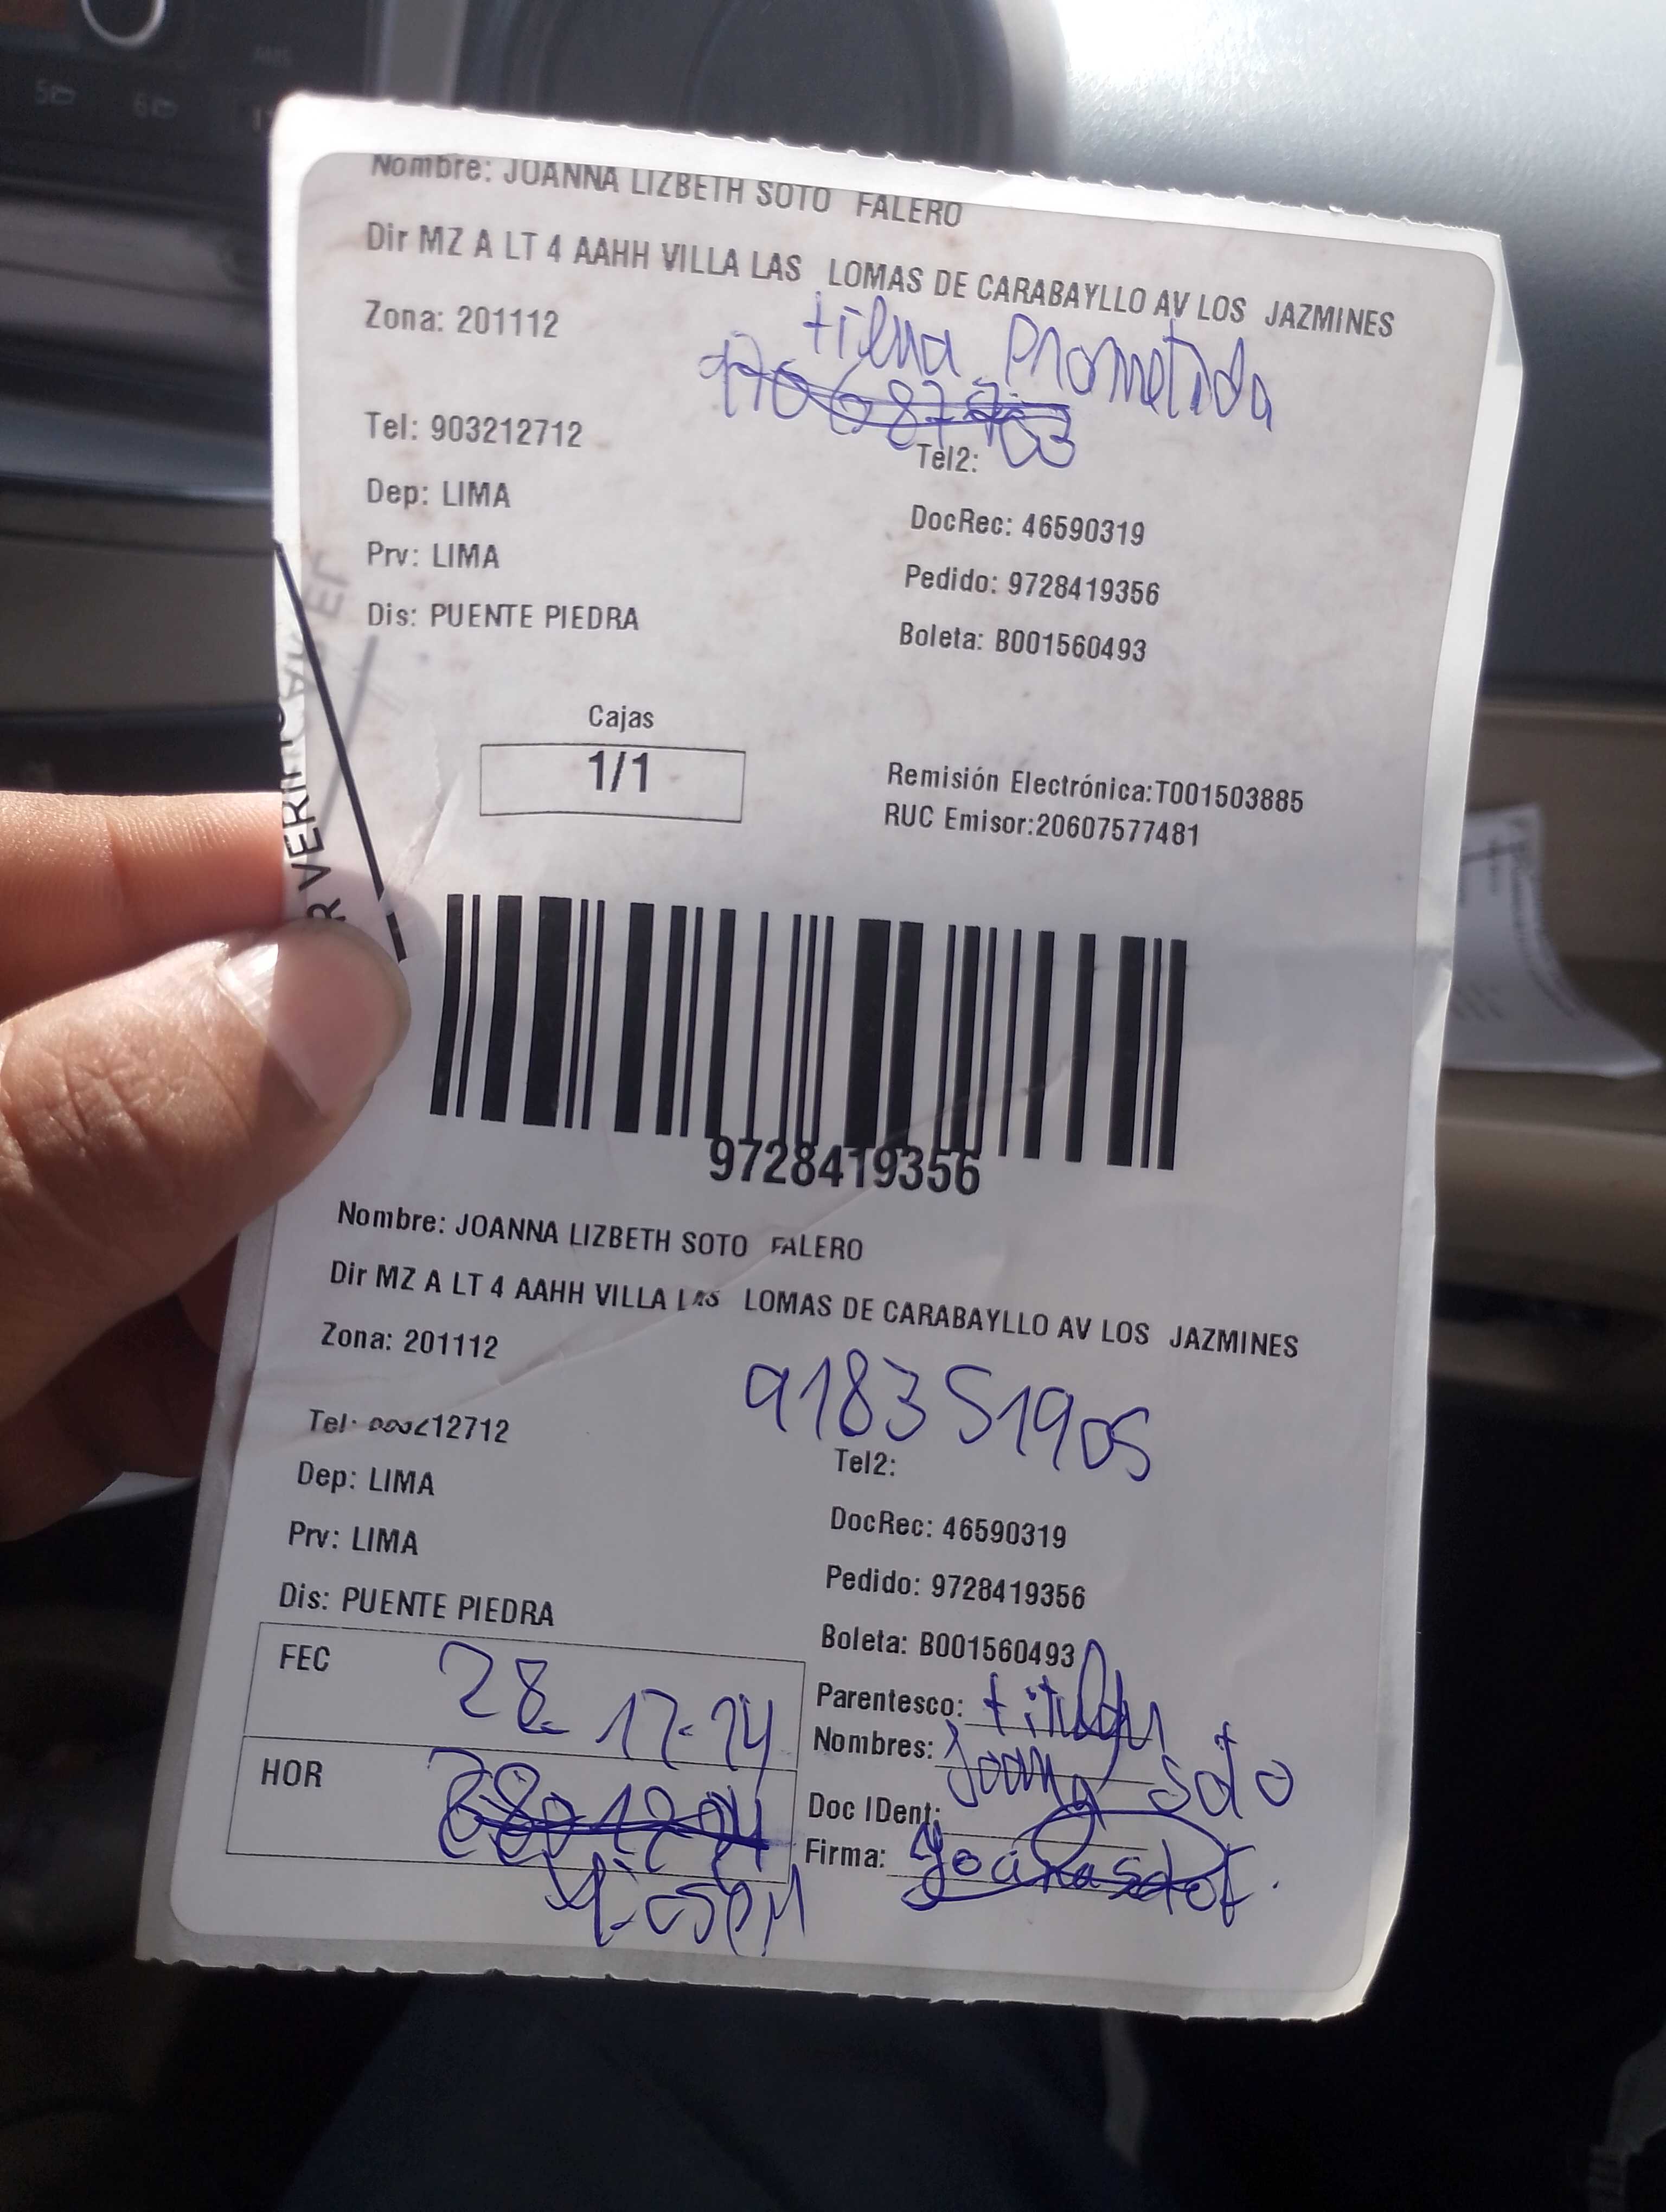 Nombre: JOANNA LIZBETH SOTO FALERO
Dir MZ A LT 4 AAHH VILLA LAS LOMAS DE CARABAYLLO AV LOS JAZMINES
Zona: 201112
Prometida
Tel: 903212712
Tel2:
Dep: LIMA
DocRec: 46590319
Prv: LIMA
Pedido: 9728419356
Dis: PUENTE PIEDRA
Boleta: B001560493
Cajas
1/1
Remisión Electrónica:T001503885
RUC Emisor:20607577481
9728419356
Nombre: JOANNA LIZBETH SOTO FALERO
Dir MZ A LT 4 AAHH VILLA LAS LOMAS DE CARABAYLLO AV LOS JAZMINES
Zona: 201112
918351905
Tel: 903212712
Tel2:
Dep: LIMA
DocRec: 46590319
Prv: LIMA
Pedido: 9728419356
Dis: PUENTE PIEDRA
Boleta: B001560493
FEC 28
Parentesco: titular
Nombres: Joana Soto
HOR
Doc IDent:
Firma: